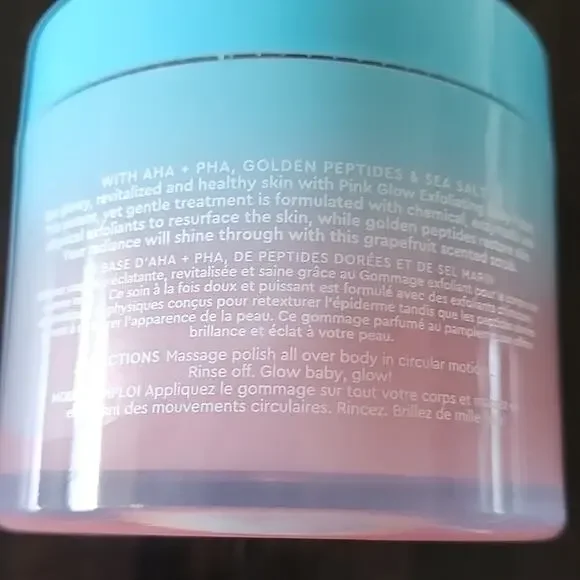 WITH AHA + PHA, GOLDEN PEPTIDES & SEA SALT
revitalized and healthy skin with Pink Glow Exfoliating
yet gentle treatment is formulated with chemical,
exfoliants to resurface the skin, while golden peptides restore skin
Your radiance will shine through with this grapefruit scented scrub.
BASE D'AHA + PHA, DE PEPTIDES DORÉES ET DE SEL MARIN
éclatante, revitalisée et saine grâce au Gommage exfoliant pour le
Ce soin à la fois doux et puissant est formulé avec des exfoliants
physiques conçus pour retexturer l'épiderme tandis que les peptides
l'apparence de la peau. Ce gommage parfumé au
brillance et éclat à votre peau.
Massage polish all over body in circular
Rinse off. Glow baby, glow!
Appliquez le gommage sur tout votre corps et
des mouvements circulaires. Rincez. Brillez de mille